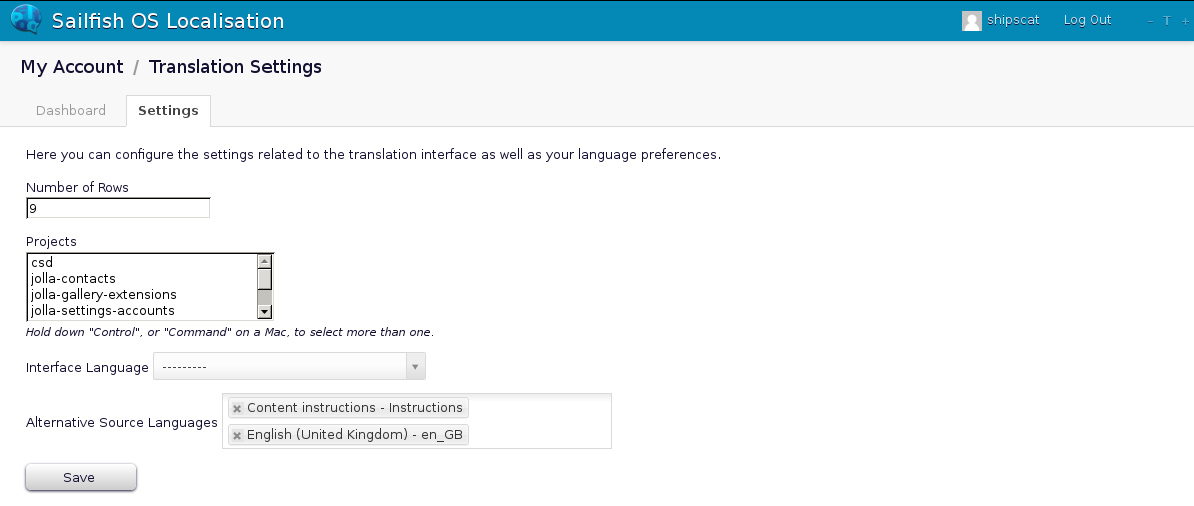 Sailfish OS Localisation
shipscat Log Out - T +
My Account / Translation Settings
Dashboard Settings
Here you can configure the settings related to the translation interface as well as your language preferences.
Number of Rows
9
Projects
csd
jolla-contacts
jolla-gallery-extensions
jolla-settings-accounts
Hold down "Control", or "Command" on a Mac, to select more than one.
Interface Language ---------
Alternative Source Languages
Content instructions - Instructions
English (United Kingdom) - en_GB
Save